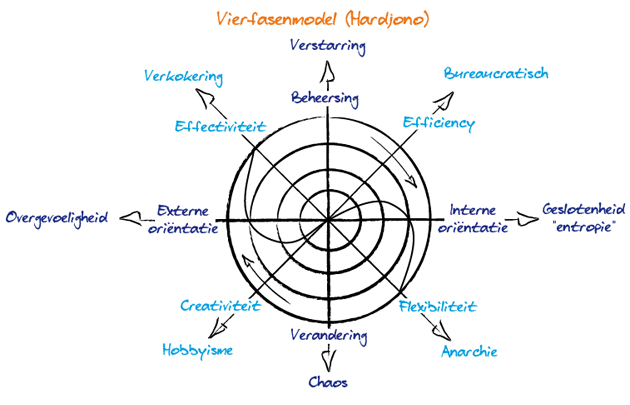 Vierfasenmodel (Hardjono)
Verstarring
Verkokering
Bureaucratisch
Beheersing
Effectiviteit
Efficiency
Overgevoeligheid
Externe
oriëntatie
Interne
oriëntatie
Geslotenheid
"entropie"
Creativiteit
Flexibiliteit
Verandering
Hobbyisme
Anarchie
Chaos